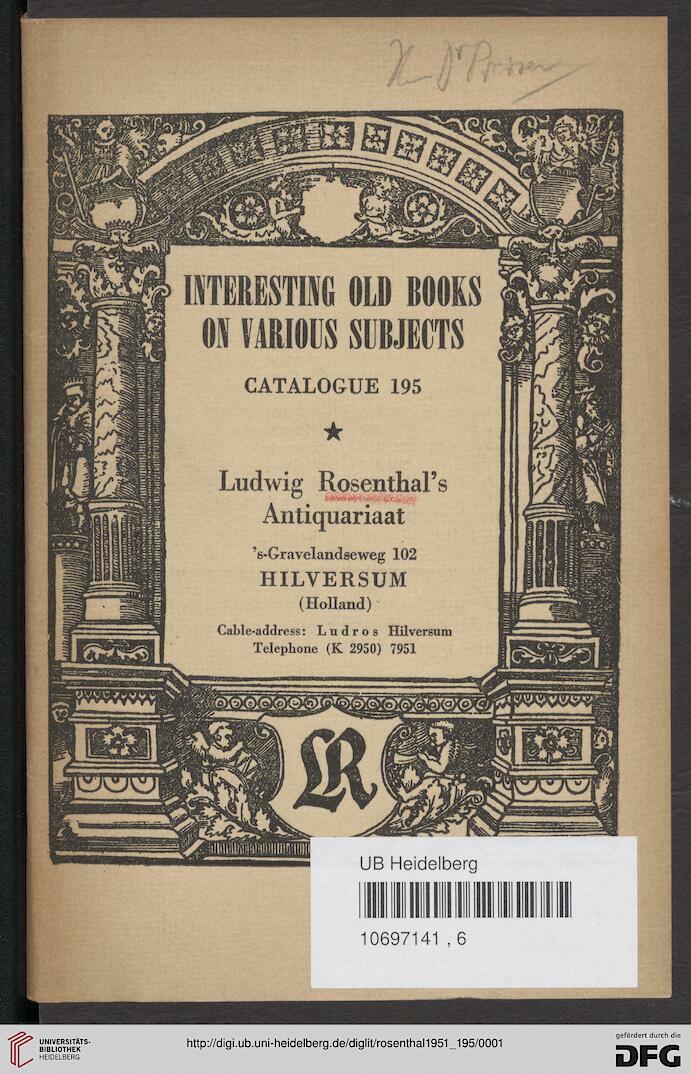 INTERESTING OLD BOOKS
ON VARIOUS SUBJECTS
CATALOGUE 195
Ludwig Rosenthal's
Antiquariaat
's-Gravelandseweg 102
HILVERSUM
(Holland)
Cable-address: Ludros Hilversum
Telephone (K 2950) 7951
LR
UB Heidelberg
10697141 , 6
UNIVERSITÄTS-
BIBLIOTHEK
HEIDELBERG
http://digi.ub.uni-heidelberg.de/diglit/rosenthal1951_195/0001
gefördert durch die
DFG